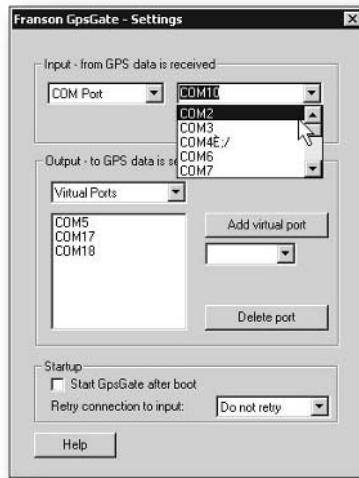 Franson GpsGate - Settings
Input - from GPS data is received
COM Port
COM10
COM2
COM3
COM4È;/
COM6
COM7
Output - to GPS data is se
Virtual Ports
COM5
COM17
COM18
Add virtual port
Delete port
Startup
Start GpsGate after boot
Retry connection to input:
Do not retry
Help